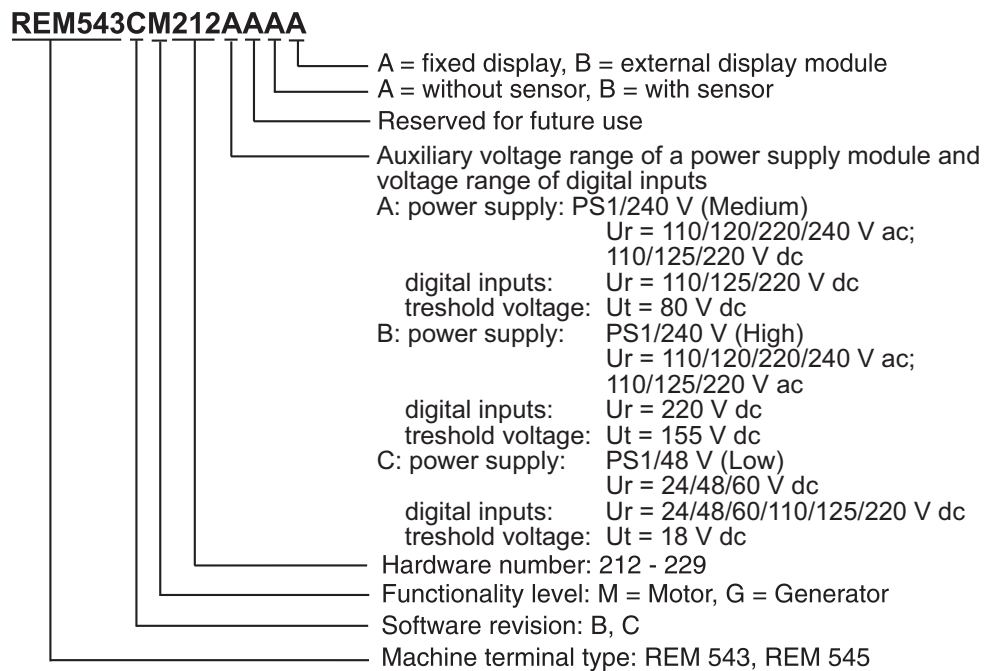 REM543CM212AAAA
A = fixed display, B = external display module
A = without sensor, B = with sensor
Reserved for future use
Auxiliary voltage range of a power supply module and
voltage range of digital inputs
A: power supply: PS1/240 V (Medium)
Ur = 110/120/220/240 V ac;
110/125/220 V dc
digital inputs: Ur = 110/125/220 V dc
treshold voltage: Ut = 80 V dc
B: power supply: PS1/240 V (High)
Ur = 110/120/220/240 V ac;
110/125/220 V ac
digital inputs: Ur = 220 V dc
treshold voltage: Ut = 155 V dc
C: power supply: PS1/48 V (Low)
Ur = 24/48/60 V dc
digital inputs: Ur = 24/48/60/110/125/220 V dc
treshold voltage: Ut = 18 V dc
Hardware number: 212 - 229
Functionality level: M = Motor, G = Generator
Software revision: B, C
Machine terminal type: REM 543, REM 545